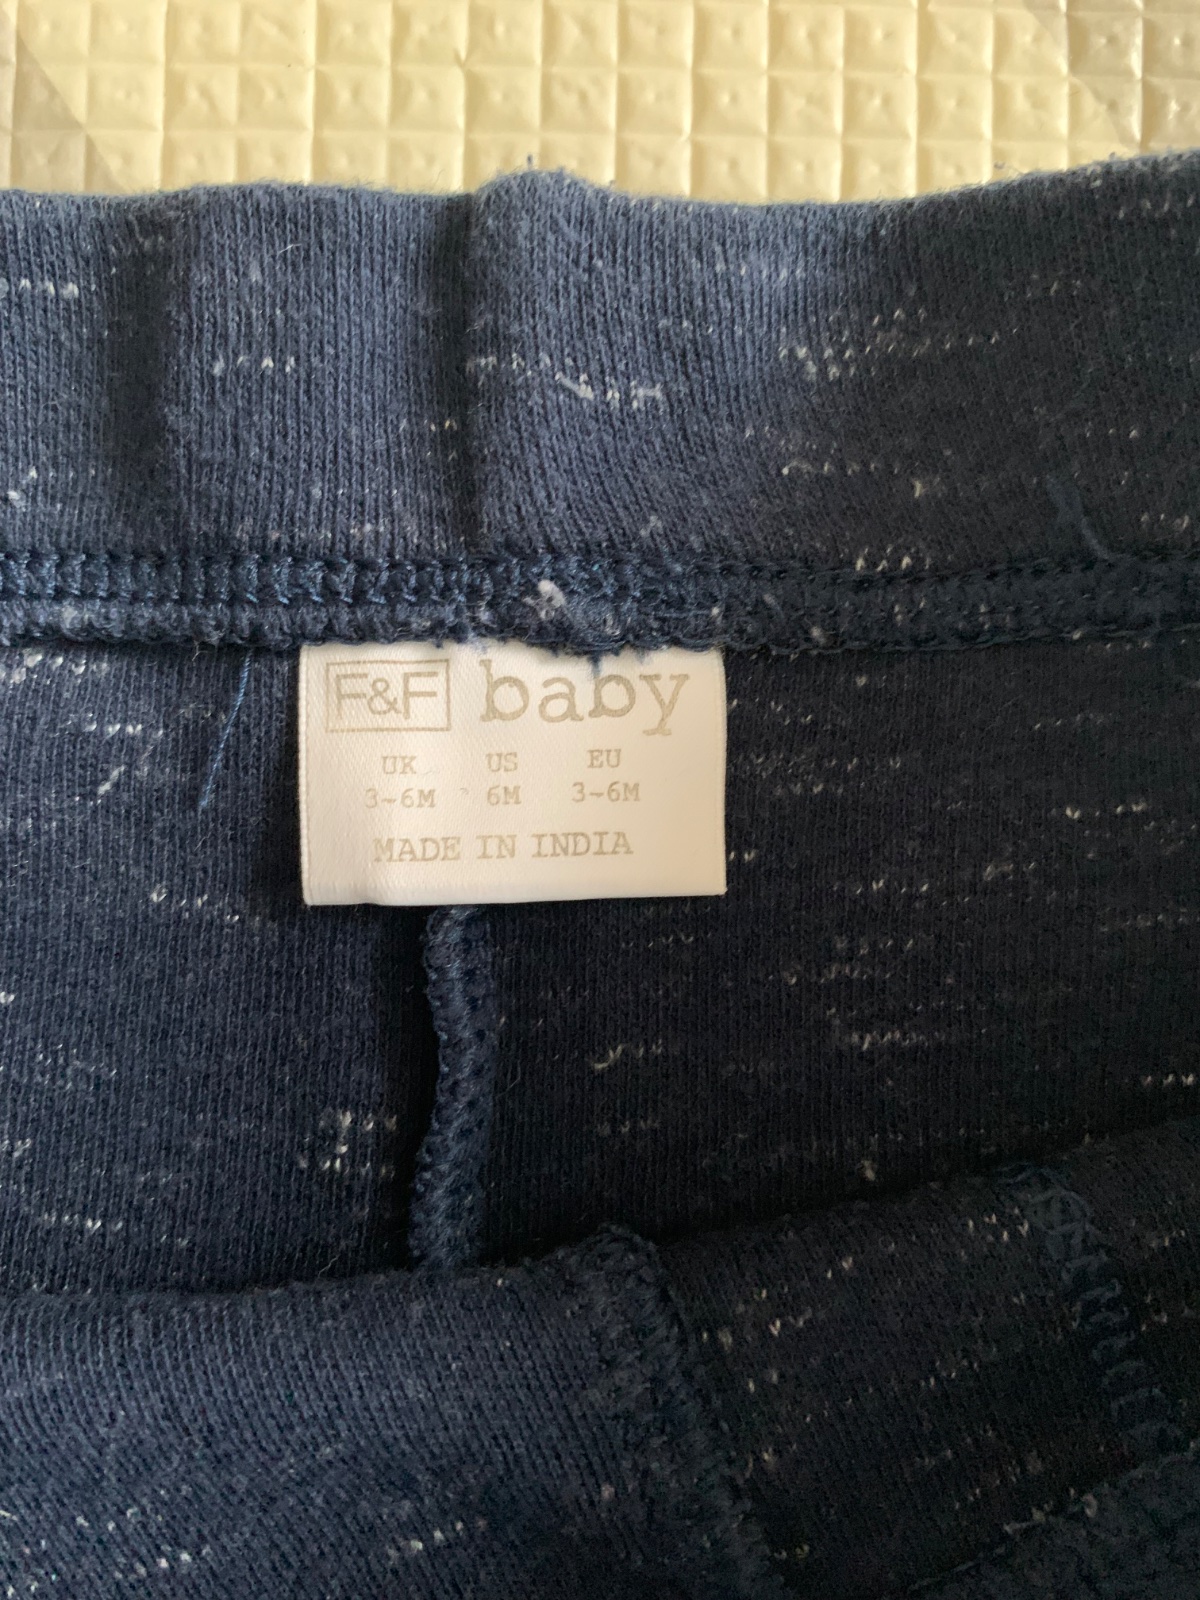 F&F baby
UK US EU
3-6M 6M 3-6M
MADE IN INDIA